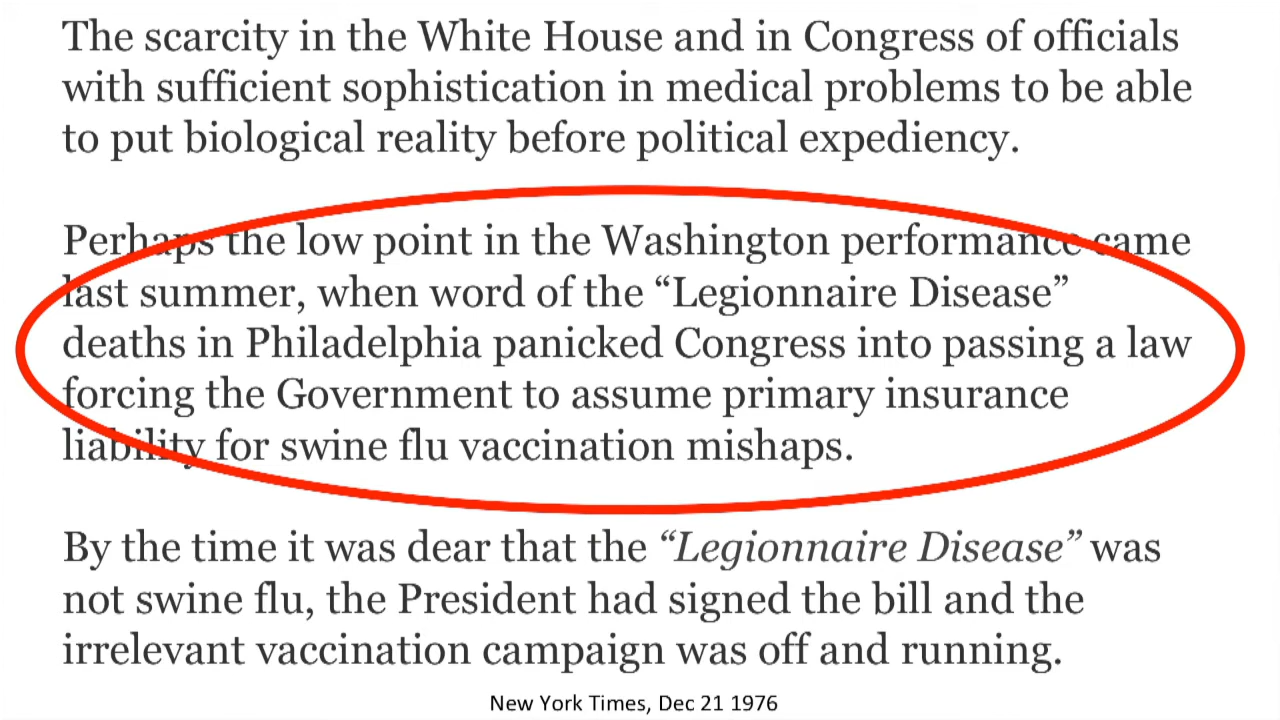 The scarcity in the White House and in Congress of officials
with sufficient sophistication in medical problems to be able
to put biological reality before political expediency.
Perhaps the low point in the Washington performance came
last summer, when word of the “Legionnaire Disease”
deaths in Philadelphia panicked Congress into passing a law
forcing the Government to assume primary insurance
liability for swine flu vaccination mishaps.
By the time it was dear that the “Legionnaire Disease” was
not swine flu, the President had signed the bill and the
irrelevant vaccination campaign was off and running.
New York Times, Dec 21 1976